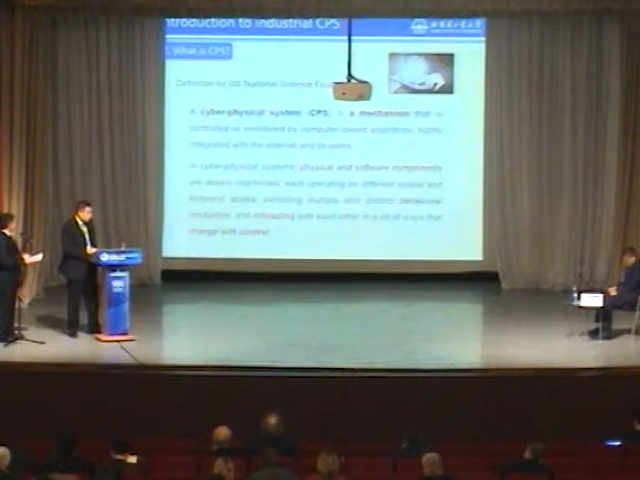 ntroduction to industrial CPS
What is CPS?
Definition by US National Science Fou
A cyber-physical system (CPS) is a mechanism that is
controlled or monitored by computer-based algorithms, tightly
integrated with the internet and its users.
In cyber-physical systems, physical and software components
are deeply intertwined, each operating on different spatial and
temporal scales, exhibiting multiple and distinct behavioral
modalities, and interacting with each other in a lot of ways that
change with context